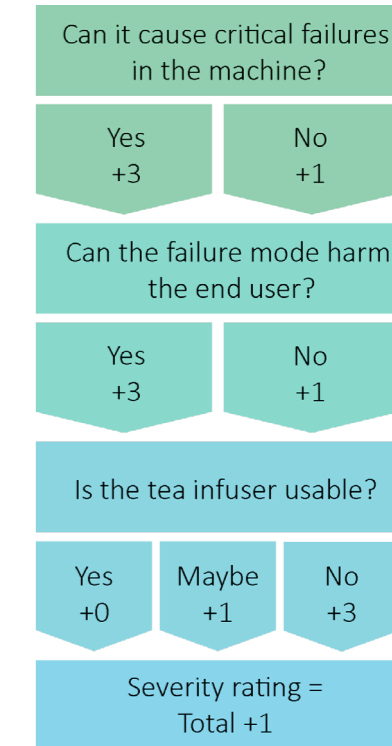 Can it cause critical failures
in the machine?
Yes
+3
No
+1
Can the failure mode harm
the end user?
Yes
+3
No
+1
Is the tea infuser usable?
Yes
+0
Maybe
+1
No
+3
Severity rating =
Total +1